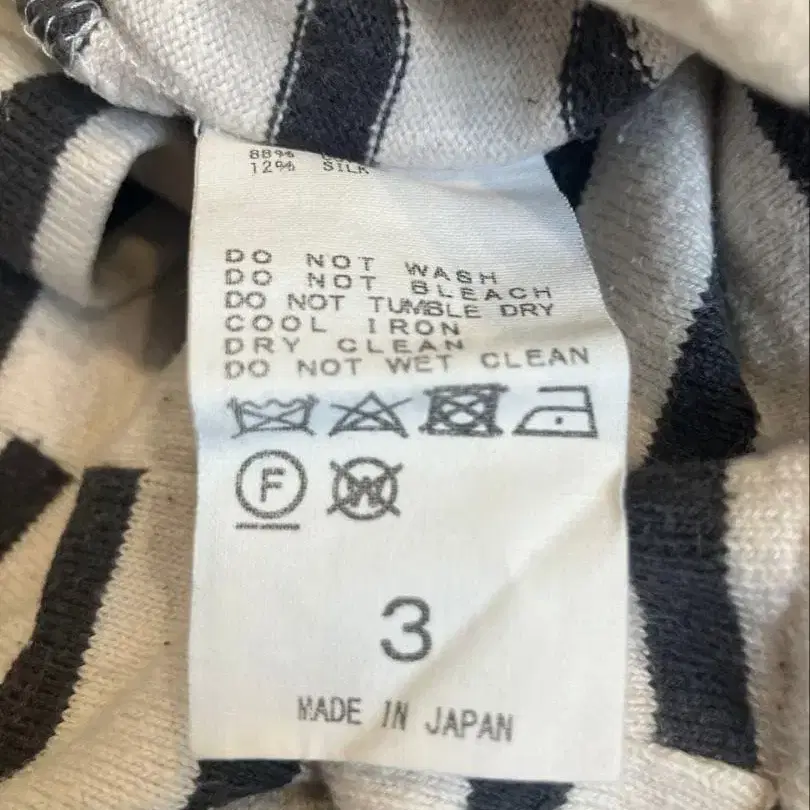 88%
12% SILK
DO NOT WASH
DO NOT BLEACH
DO NOT TUMBLE DRY
COOL IRON
DRY CLEAN
DO NOT WET CLEAN
F W
3
MADE IN JAPAN